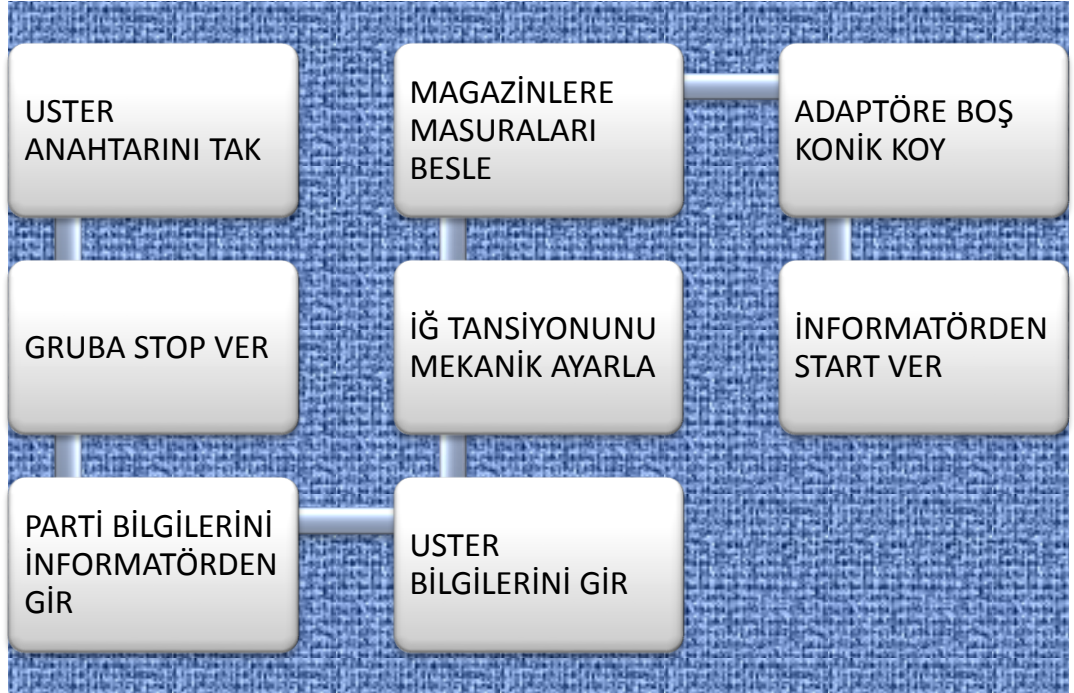 USTER
ANAHTARINI TAK
GRUBA STOP VER
PARTİ BİLGİLERİNİ
İNFORMATÖRDEN
GİR
USTER
BİLGİLERİNİ GİR
İĞ TANSİYONUNU
MEKANİK AYARLA
MAGAZİNLERE
MASURALARI
BESLE
ADAPTÖRE BOŞ
KONİK KOY
İNFORMATÖRDEN
START VER